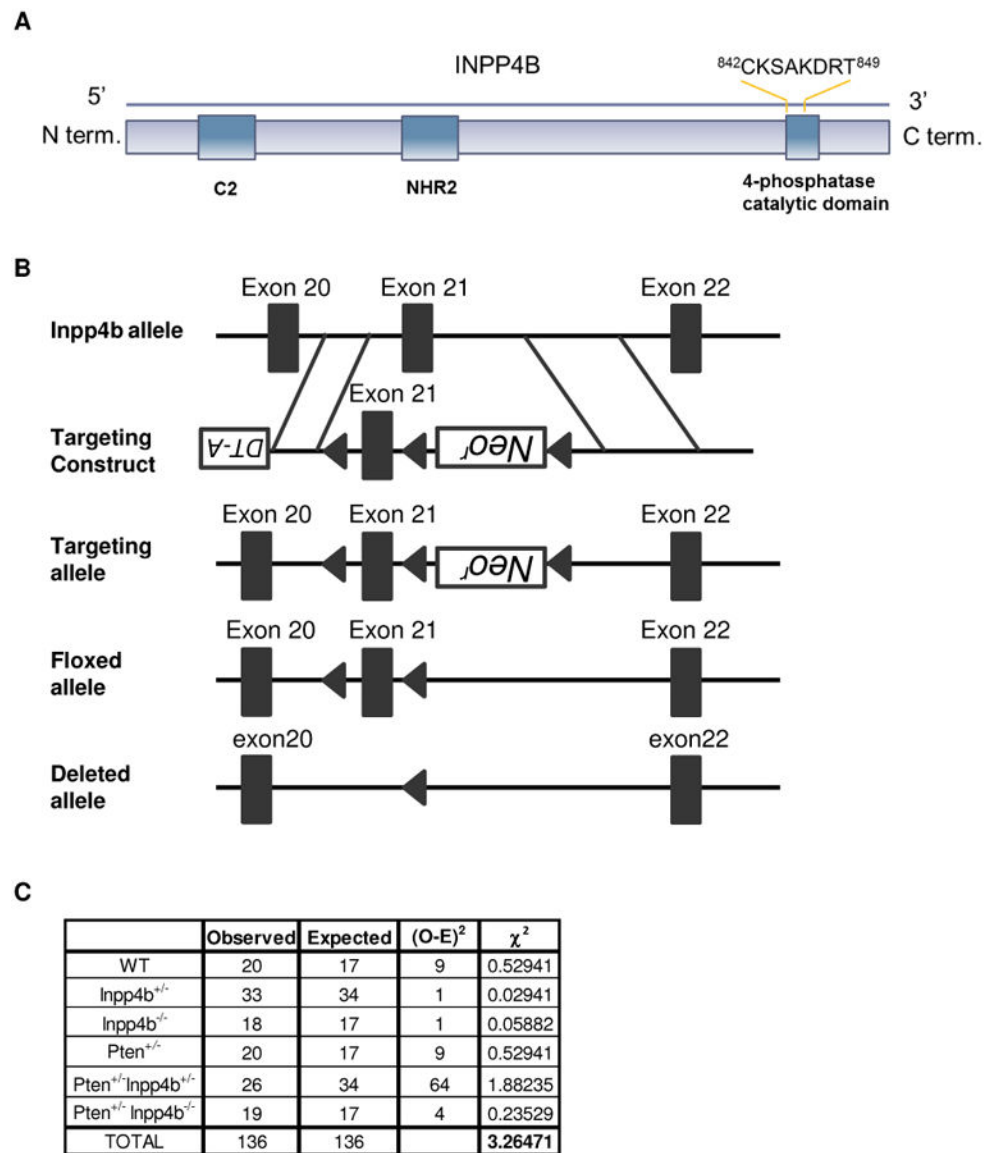 A
INPP4B
842CKSAKDRT849
5’
3’
N term.
C term.
C2
NHR2
4-phosphatase
catalytic domain
B
Exon 20
Exon 21
Exon 22
Inpp4b allele
Exon 21
Targeting
Construct
DT-A
Neor
Exon 20
Exon 21
Exon 22
Targeting
allele
Neor
Exon 20
Exon 21
Exon 22
Floxed
allele
exon20
exon22
Deleted
allele
C
Observed Expected (O-E)2 χ2
WT 20 17 9 0.52941
Inpp4b+/- 33 34 1 0.02941
Inpp4b-/- 18 17 1 0.05882
Pten+/- 20 17 9 0.52941
Pten+/-Inpp4b+/- 26 34 64 1.88235
Pten+/- Inpp4b-/- 19 17 4 0.23529
TOTAL 136 136 3.26471